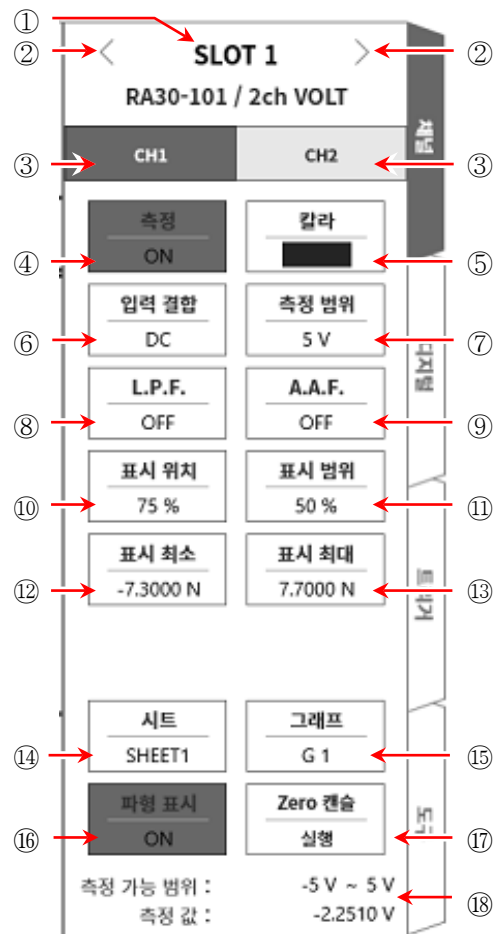 ①
② < SLOT 1 > ②
RA30-101 / 2ch VOLT
채널
③ CH1 CH2 ③
측정 칼라
④ ON ⑤
입력 결합 측정 범위
⑥ DC 5 V ⑦
디지털
L.P.F. A.A.F.
⑧ OFF OFF ⑨
표시 위치 표시 범위
⑩ 75 % 50 % ⑪
표시 최소 표시 최대
⑫ -7.3000 N 7.7000 N ⑬
트리거
시트 그래프
⑭ SHEET1 G 1 ⑮
파형 표시 Zero 캔슬
⑯ ON 실행 ⑰
측정 가능 범위 : -5 V ~ 5 V
⑱
측정 값 : -2.2510 V